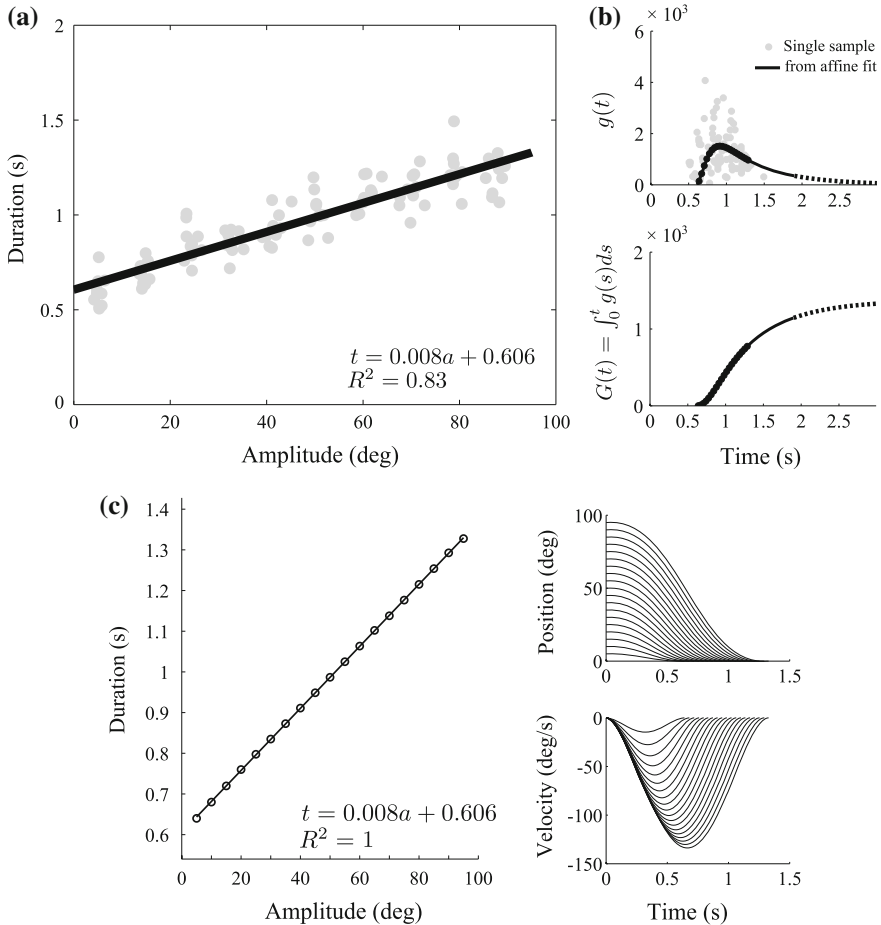 (a)
2
1.5
1
0.5
0
Duration (s)
0 20 40 60 80 100
Amplitude (deg)
t = 0.008a + 0.606
R² = 0.83
(b)
× 10³
6
4
2
0
g(t)
Single sample
from affine fit
0 0.5 1 1.5 2 2.5
× 10³
2
1
0
G(t) = ∫₀ᵗ g(s)ds
0 0.5 1 1.5 2 2.5
Time (s)
(c)
1.4
1.3
1.2
1.1
1
0.9
0.8
0.7
0.6
Duration (s)
0 20 40 60 80 100
Amplitude (deg)
t = 0.008a + 0.606
R² = 1
100
50
0
Position (deg)
0 0.5 1 1.5
0
-50
-100
-150
Velocity (deg/s)
0 0.5 1 1.5
Time (s)